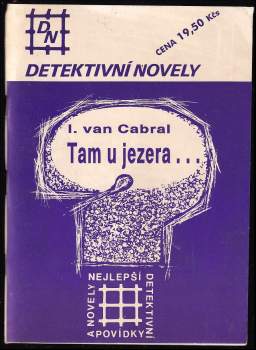 DN
CENA 19,50 Kčs
DETEKTIVNÍ NOVELY
I. van Cabral
Tam u jezera...
NEJLEPŠÍ
DETEKTIVNÍ
A NOVELY
POVÍDKY